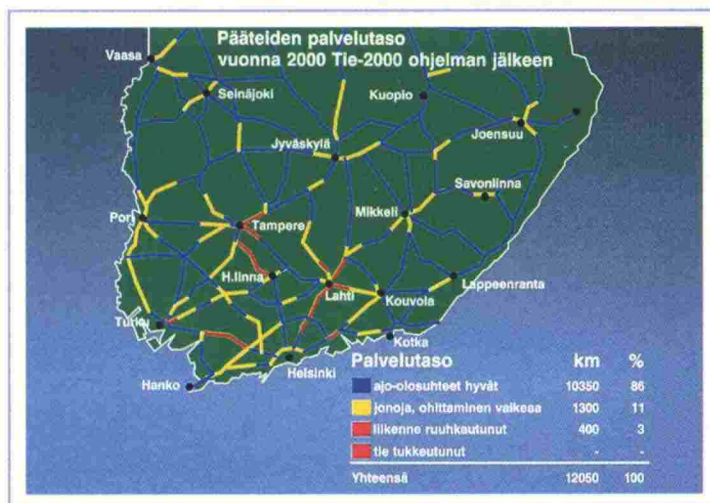 Pääteiden palvelutaso
vuonna 2000 Tie-2000 ohjelman jälkeen
Vaasa
Seinäjoki
Kuopio
Joensuu
Jyväskylä
Savonlinna
Pori
Tampere
Mikkeli
H.linna
Lahti
Kouvola
Lappeenranta
Turku
Kotka
Helsinki
Hanko
Palvelutaso km %
ajo-olosuhteet hyvät 10350 86
jonoja, ohittaminen vaikeaa 1300 11
liikenne ruuhkautunut 400 3
tie tukkeutunut - -
Yhteensä 12050 100